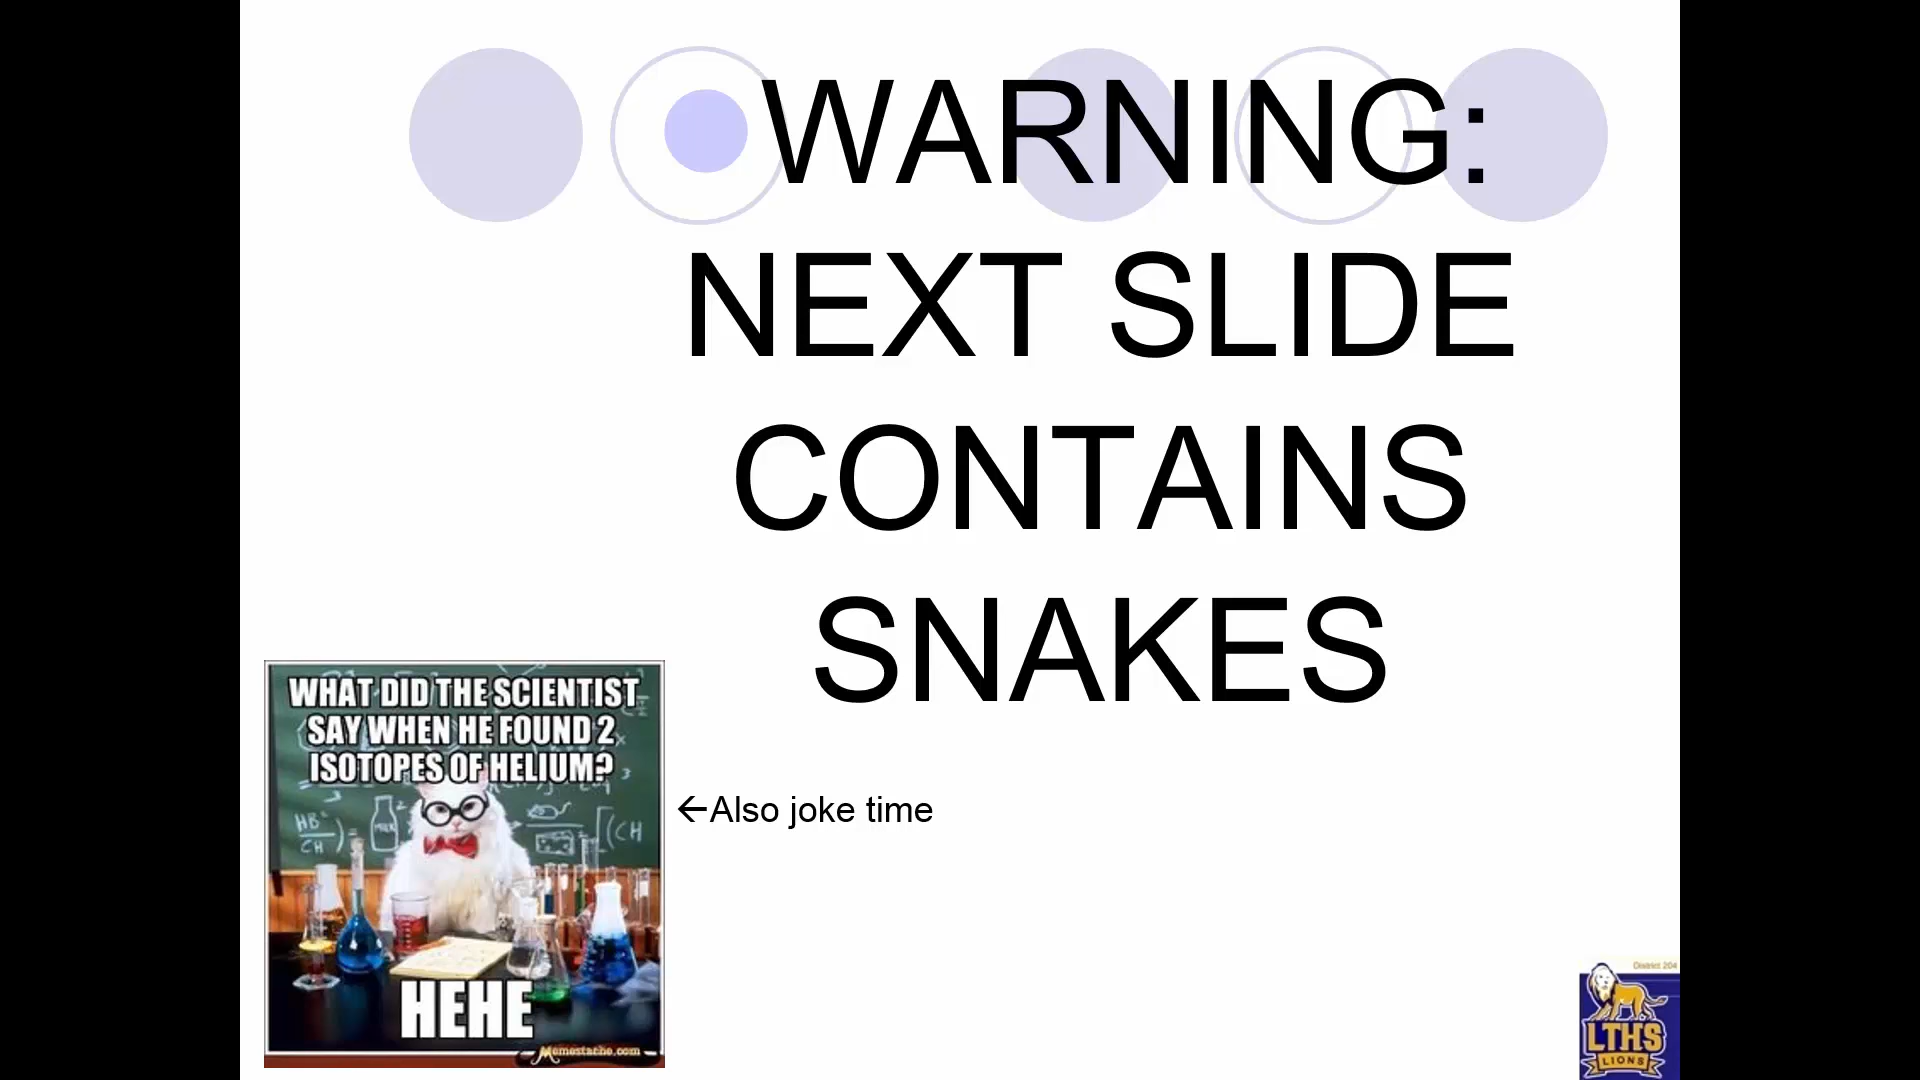 WARNING:
NEXT SLIDE
CONTAINS
SNAKES
WHAT DID THE SCIENTIST
SAY WHEN HE FOUND 2
ISOTOPES OF HELIUM?
←Also joke time
HEHE
Memestache.com
District 204
LTHS
LIONS